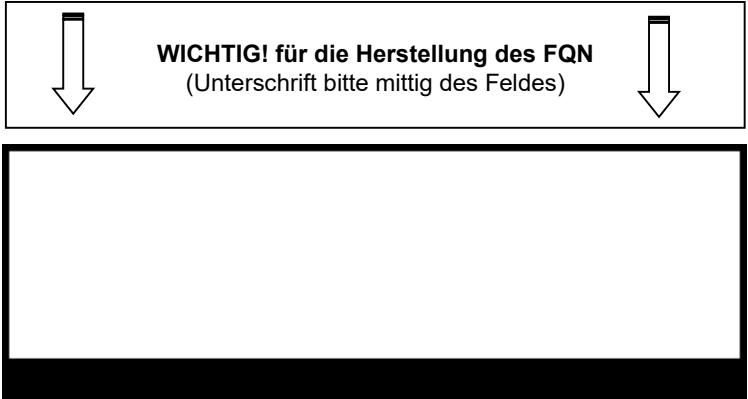 WICHTIG! für die Herstellung des FQN
(Unterschrift bitte mittig des Feldes)